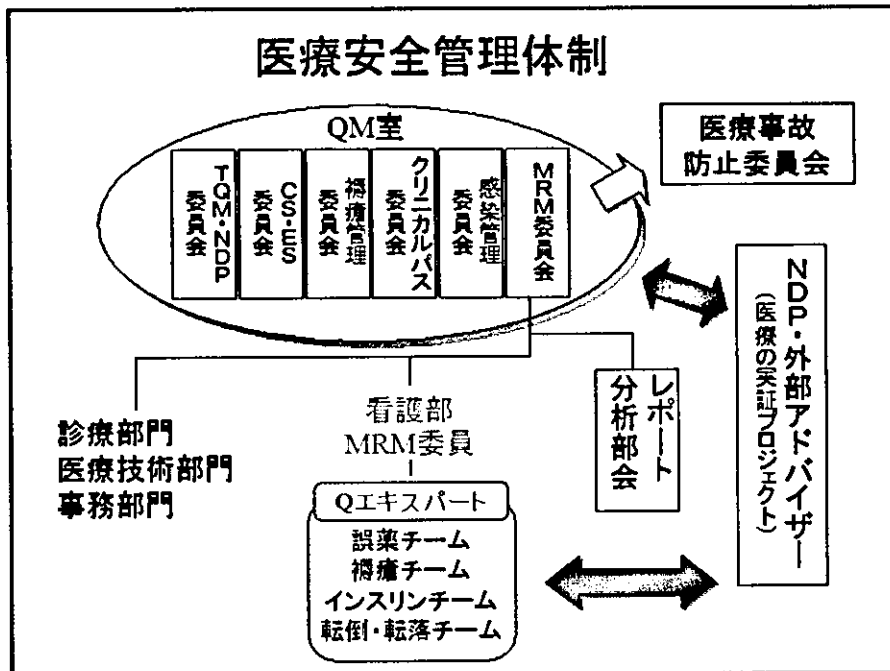 医療安全管理体制
QM室
医療事故
防止委員会
TQM・NDP
委員会
CS・ES
委員会
褥瘡管理
委員会
クリニカルパス
委員会
感染管理
委員会
MRM委員会
NDP・外部アドバイザー
(医療の実証プロジェクト)
レポート
分析部会
看護部
MRM委員
診療部門
医療技術部門
事務部門
Qエキスパート
誤薬チーム
褥瘡チーム
インスリンチーム
転倒・転落チーム